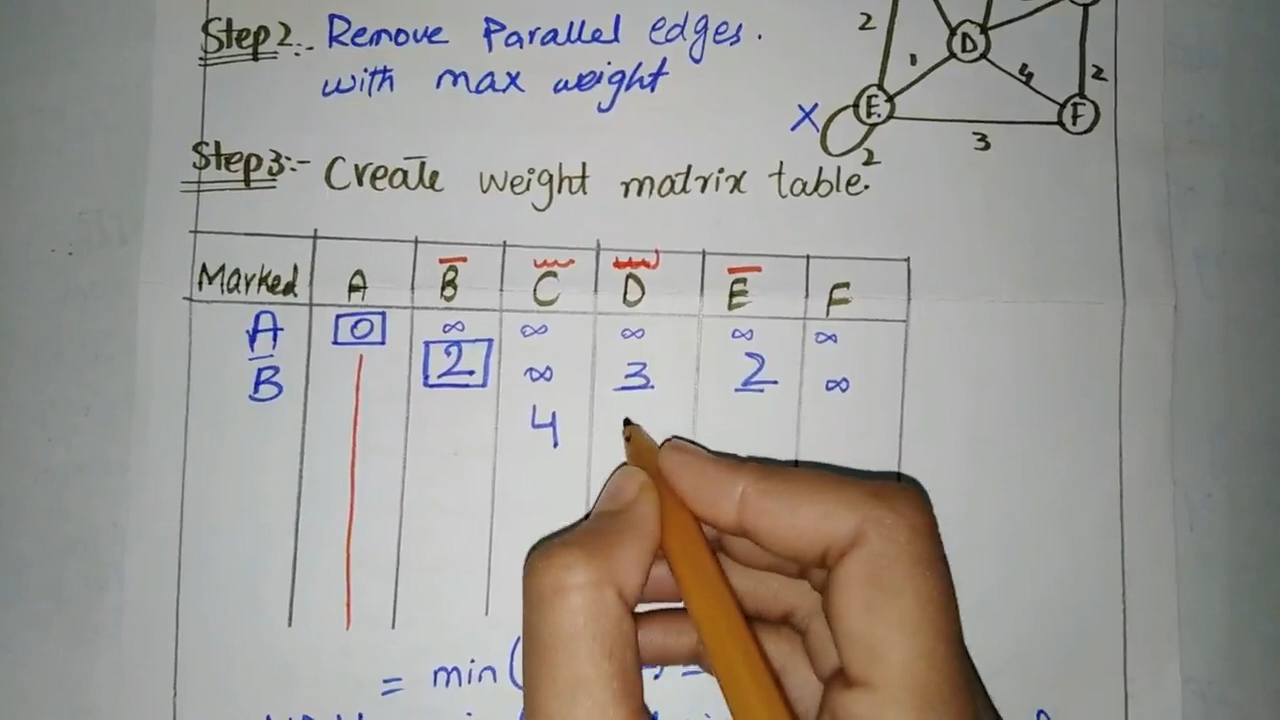 Step 2:- Remove Parallel edges.
with max weight
2
D
1
4
2
E
F
X
2
3
Step 3:- Create weight matrix table.
Marked A B C D E F
A 0 ∞ ∞ ∞ ∞ ∞
B 2 ∞ 3 2 ∞
4
= min(